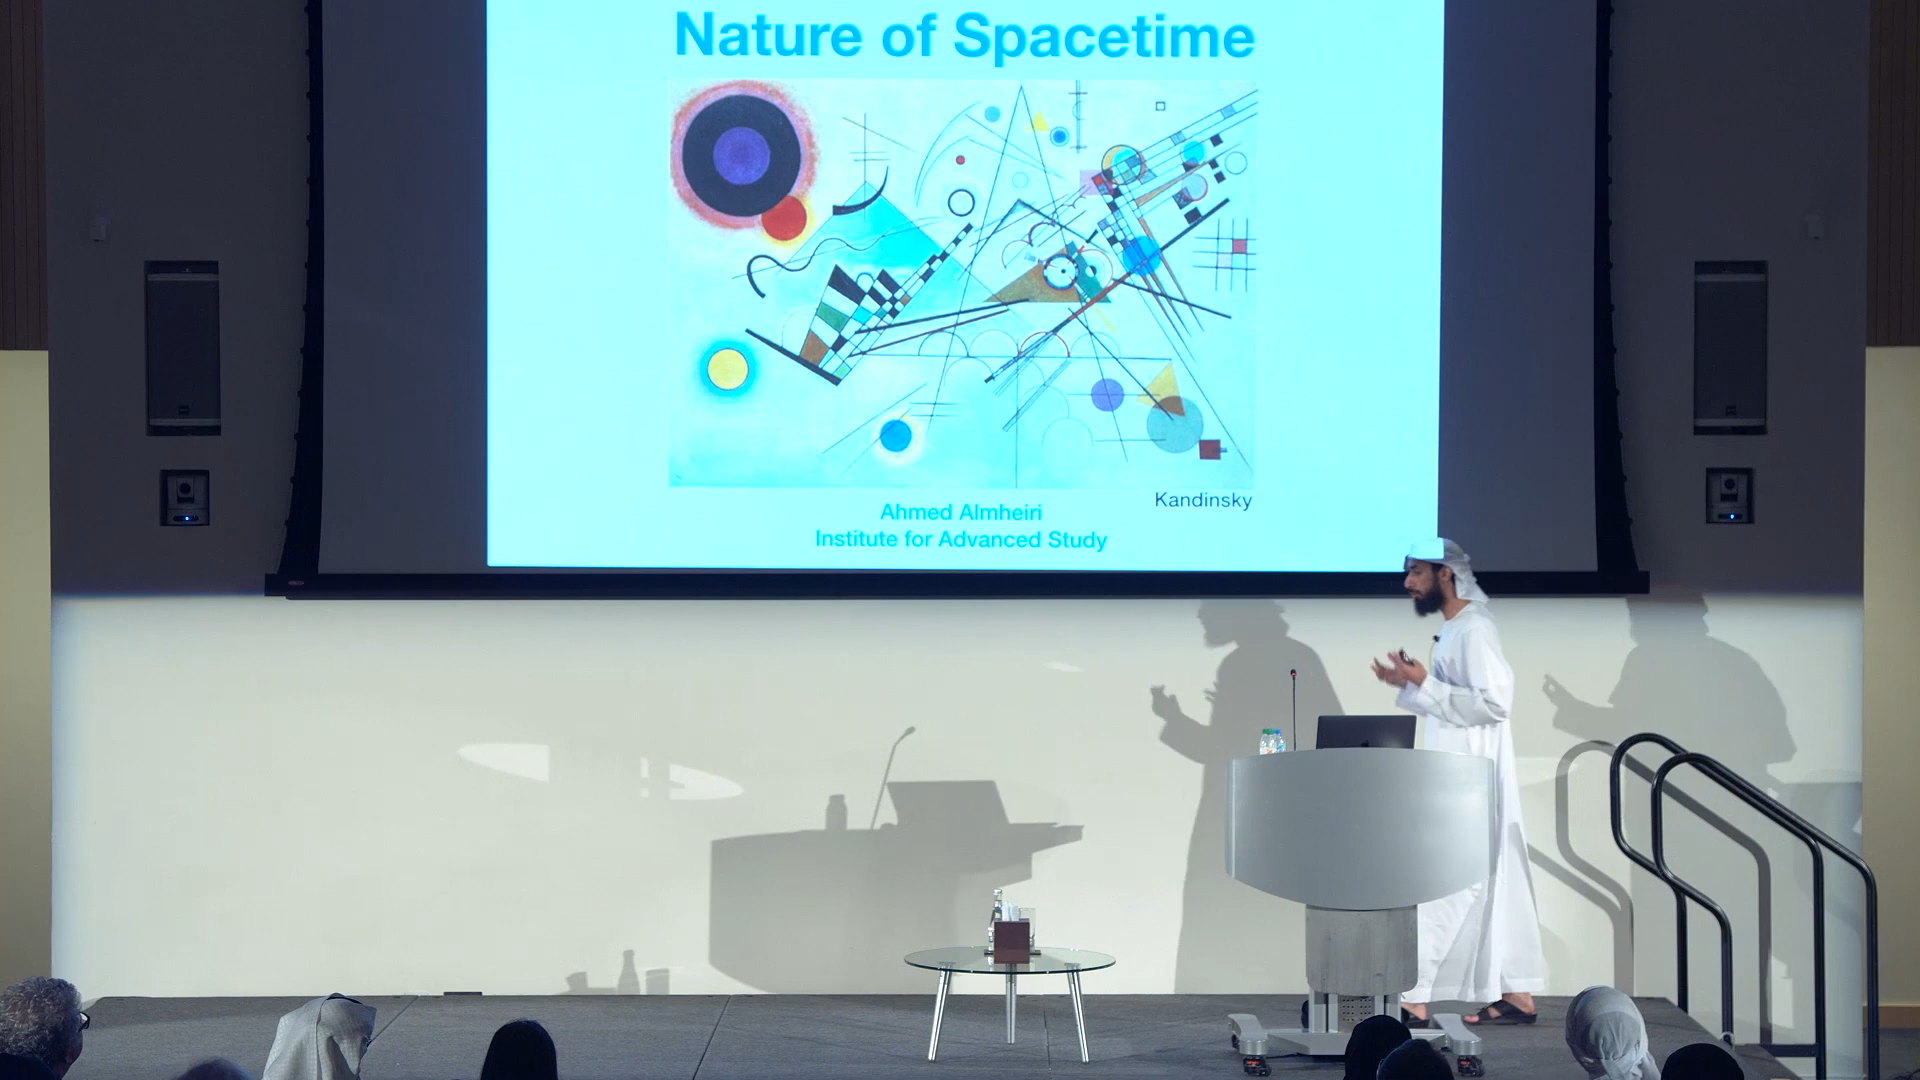 Nature of Spacetime
Kandinsky
Ahmed Almheiri
Institute for Advanced Study